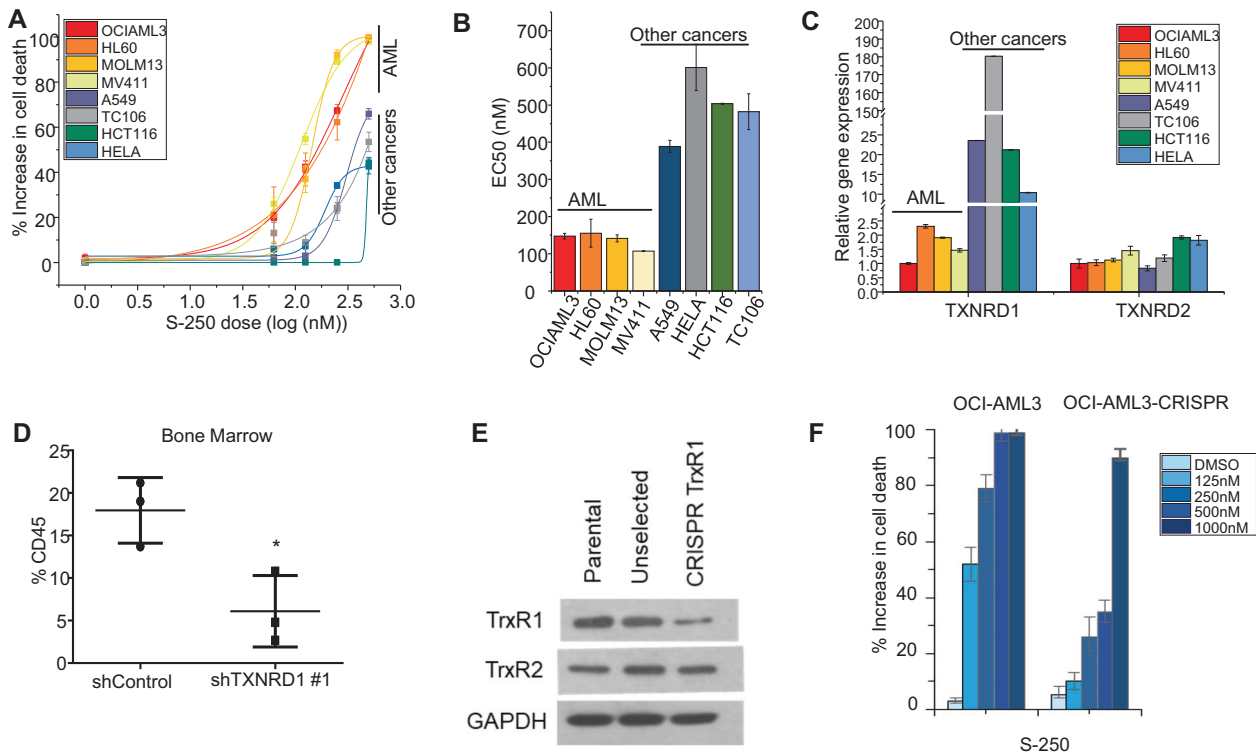 A
OCIAML3
HL60
MOLM13
MV411
A549
TC106
HCT116
HELA
AML
Other cancers
% Increase in cell death
100
80
60
40
20
0
0.0 0.5 1.0 1.5 2.0 2.5 3.0
S-250 dose (log (nM))
B
Other cancers
AML
EC50 (nM)
750
600
450
300
150
0
OCIAML3
HL60
MOLM13
MV411
A549
HELA
HCT116
TC106
C
Other cancers
AML
OCIAML3
HL60
MOLM13
MV411
A549
TC106
HCT116
HELA
Relative gene expression
200
190
180
170
160
150
25
20
15
10
2.5
2.0
1.5
1.0
0.5
0.0
TXNRD1 TXNRD2
D
Bone Marrow
% CD45
25
20
15
10
5
0
*
shControl shTXNRD1 #1
E
Parental
Unselected
CRISPR TrxR1
TrxR1
TrxR2
GAPDH
F
OCI-AML3 OCI-AML3-CRISPR
% Increase in cell death
100
80
60
40
20
0
S-250
DMSO
125nM
250nM
500nM
1000nM